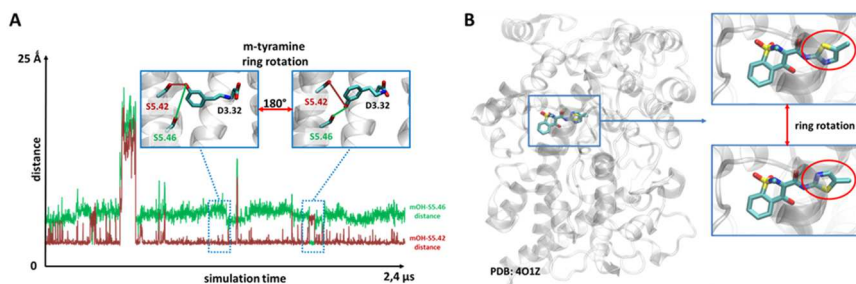 A
B
25 Å
m-tyramine
ring rotation
S5.42
D3.32
S5.46
180°
S5.42
D3.32
S5.46
distance
mOH-S5.46
distance
mOH-S5.42
distance
0
simulation time
2,4 µs
ring rotation
PDB: 4O1Z